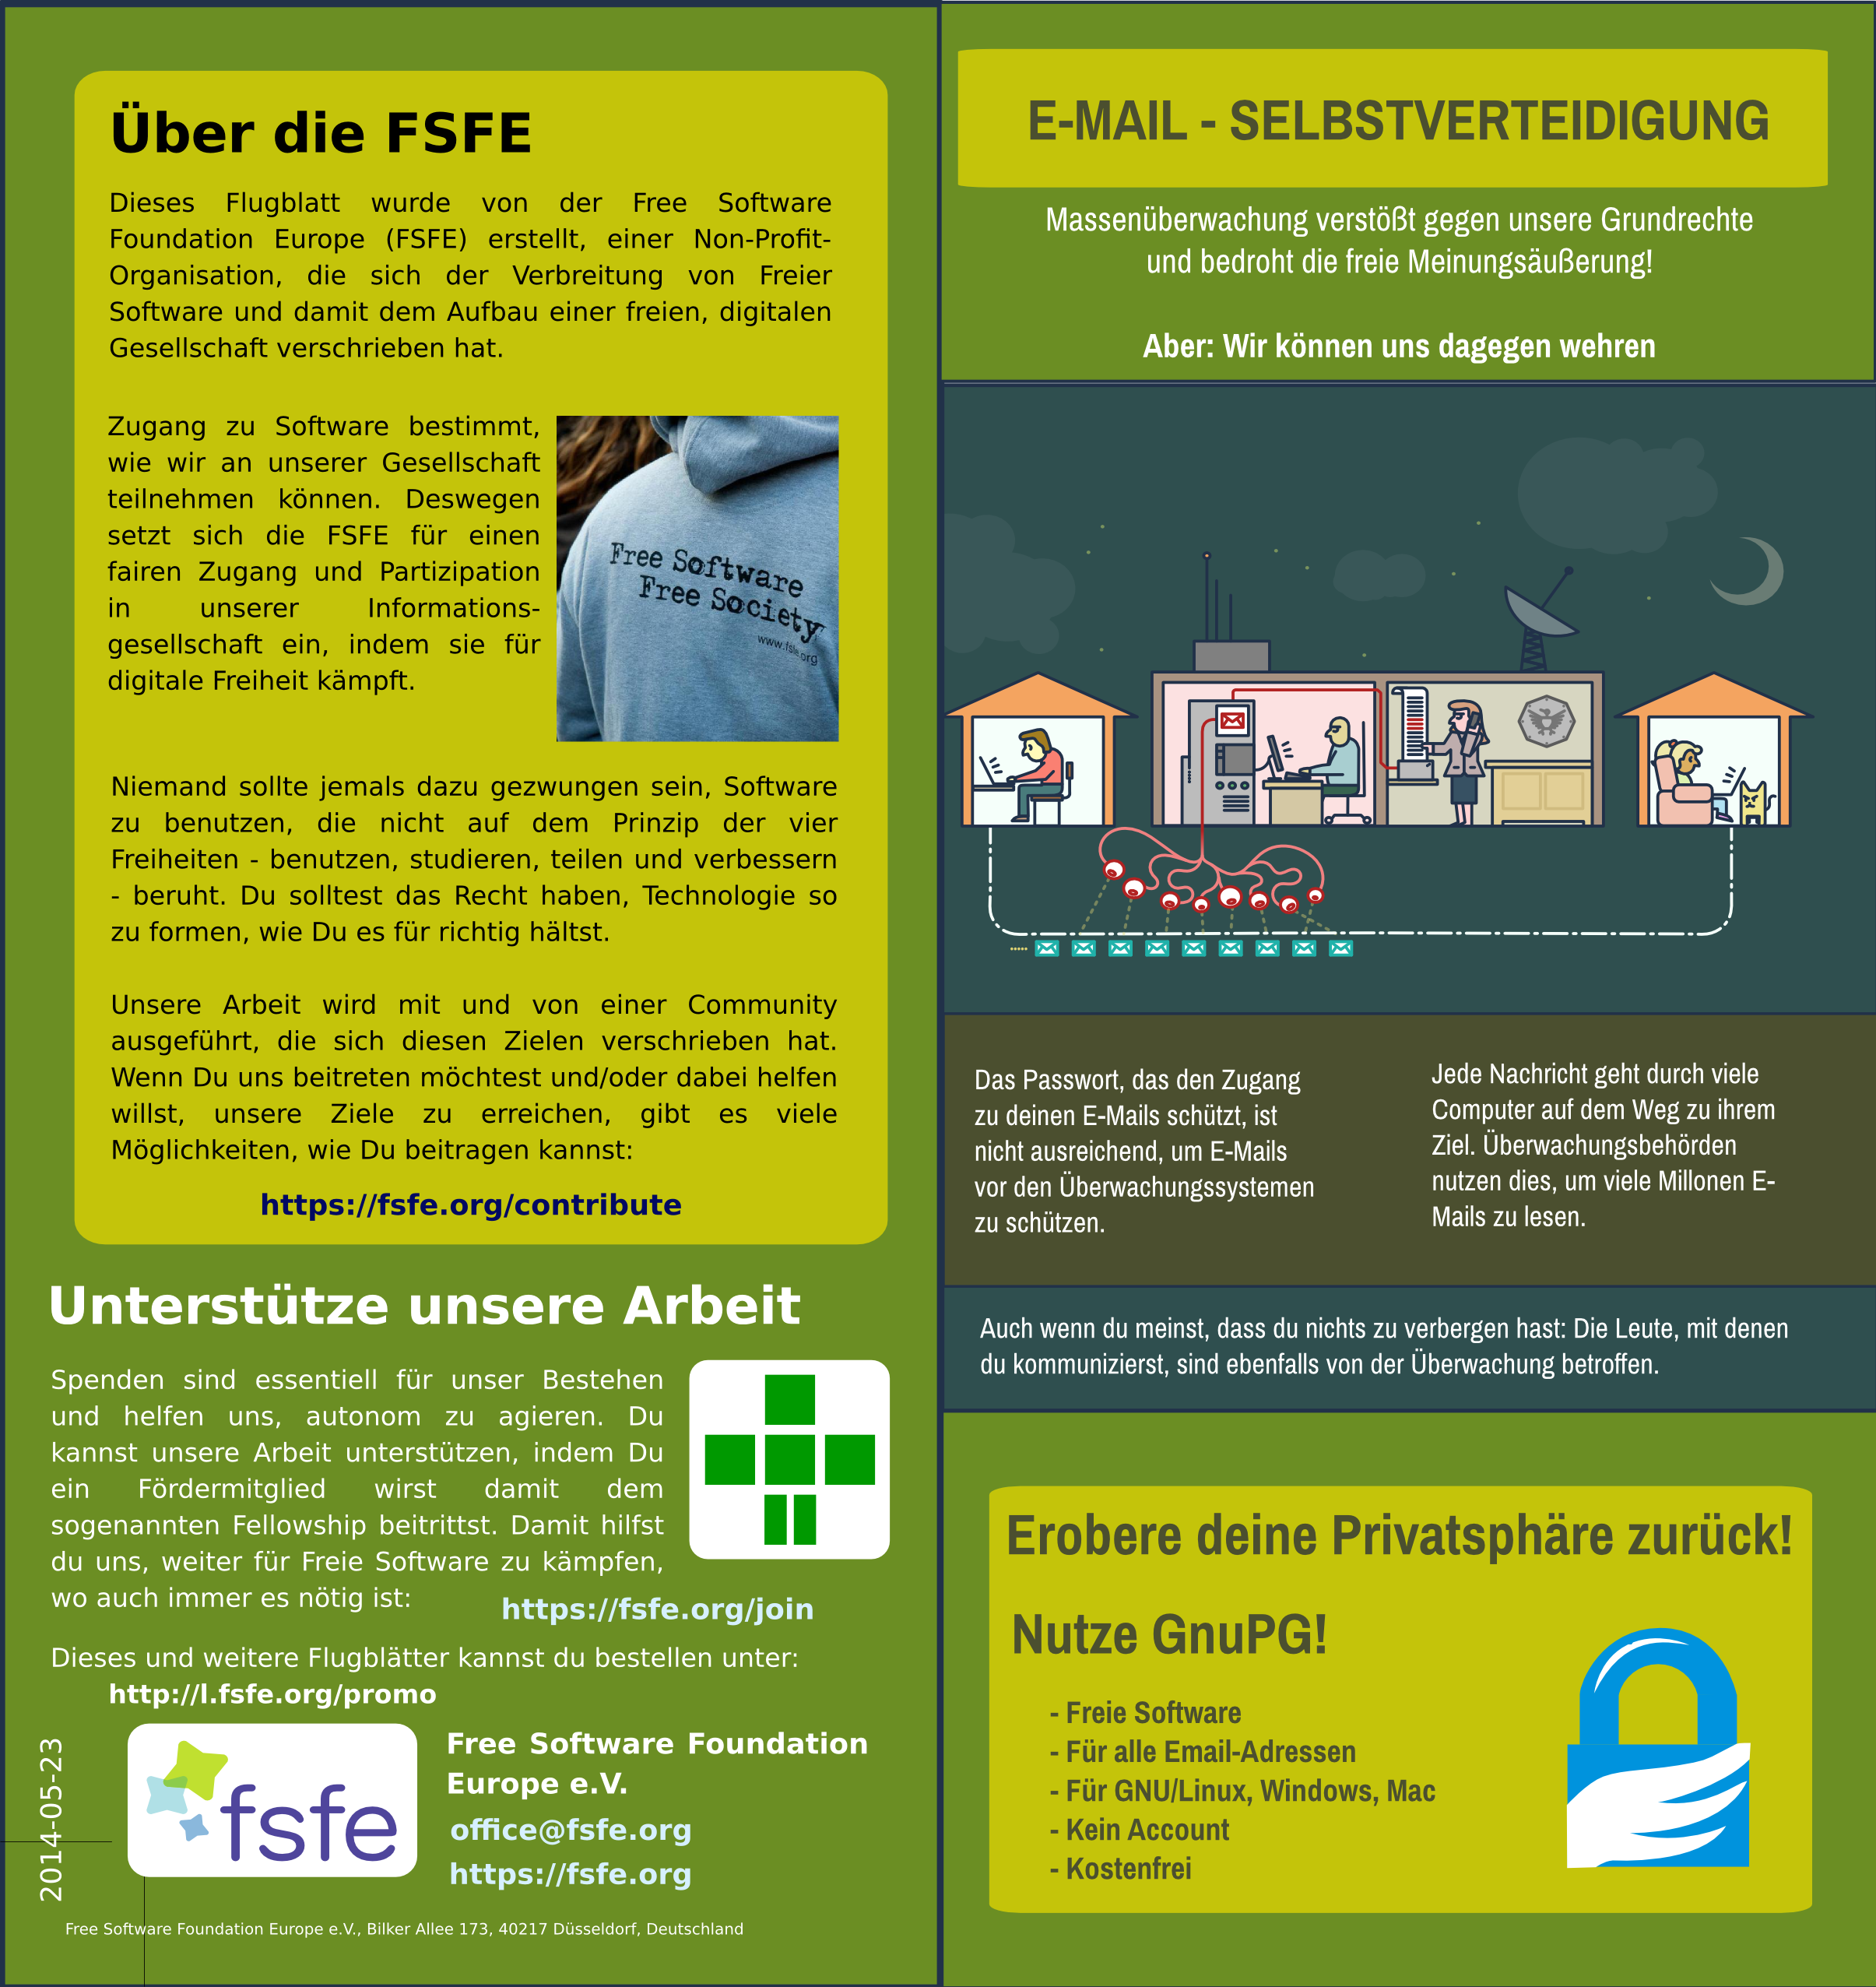 Über die FSFE
Dieses Flugblatt wurde von der Free Software
Foundation Europe (FSFE) erstellt, einer Non-Profit-
Organisation, die sich der Verbreitung von Freier
Software und damit dem Aufbau einer freien, digitalen
Gesellschaft verschrieben hat.
Zugang zu Software bestimmt,
wie wir an unserer Gesellschaft
teilnehmen können. Deswegen
setzt sich die FSFE für einen
fairen Zugang und Partizipation
in unserer Informations-
gesellschaft ein, indem sie für
digitale Freiheit kämpft.
Free Software
Free Society
www.fsfe.org
Niemand sollte jemals dazu gezwungen sein, Software
zu benutzen, die nicht auf dem Prinzip der vier
Freiheiten - benutzen, studieren, teilen und verbessern
- beruht. Du solltest das Recht haben, Technologie so
zu formen, wie Du es für richtig hältst.
Unsere Arbeit wird mit und von einer Community
ausgeführt, die sich diesen Zielen verschrieben hat.
Wenn Du uns beitreten möchtest und/oder dabei helfen
willst, unsere Ziele zu erreichen, gibt es viele
Möglichkeiten, wie Du beitragen kannst:
https://fsfe.org/contribute
Unterstütze unsere Arbeit
Spenden sind essentiell für unser Bestehen
und helfen uns, autonom zu agieren. Du
kannst unsere Arbeit unterstützen, indem Du
ein Fördermitglied wirst damit dem
sogenannten Fellowship beitrittst. Damit hilfst
du uns, weiter für Freie Software zu kämpfen,
wo auch immer es nötig ist:
https://fsfe.org/join
Dieses und weitere Flugblätter kannst du bestellen unter:
http://l.fsfe.org/promo
2014-05-23
fsfe
Free Software Foundation
Europe e.V.
office@fsfe.org
https://fsfe.org
Free Software Foundation Europe e.V., Bilker Allee 173, 40217 Düsseldorf, Deutschland
E-MAIL - SELBSTVERTEIDIGUNG
Massenüberwachung verstößt gegen unsere Grundrechte
und bedroht die freie Meinungsäußerung!
Aber: Wir können uns dagegen wehren
Das Passwort, das den Zugang
zu deinen E-Mails schützt, ist
nicht ausreichend, um E-Mails
vor den Überwachungssystemen
zu schützen.
Jede Nachricht geht durch viele
Computer auf dem Weg zu ihrem
Ziel. Überwachungsbehörden
nutzen dies, um viele Millonen E-
Mails zu lesen.
Auch wenn du meinst, dass du nichts zu verbergen hast: Die Leute, mit denen
du kommunizierst, sind ebenfalls von der Überwachung betroffen.
Erobere deine Privatsphäre zurück!
Nutze GnuPG!
- Freie Software
- Für alle Email-Adressen
- Für GNU/Linux, Windows, Mac
- Kein Account
- Kostenfrei